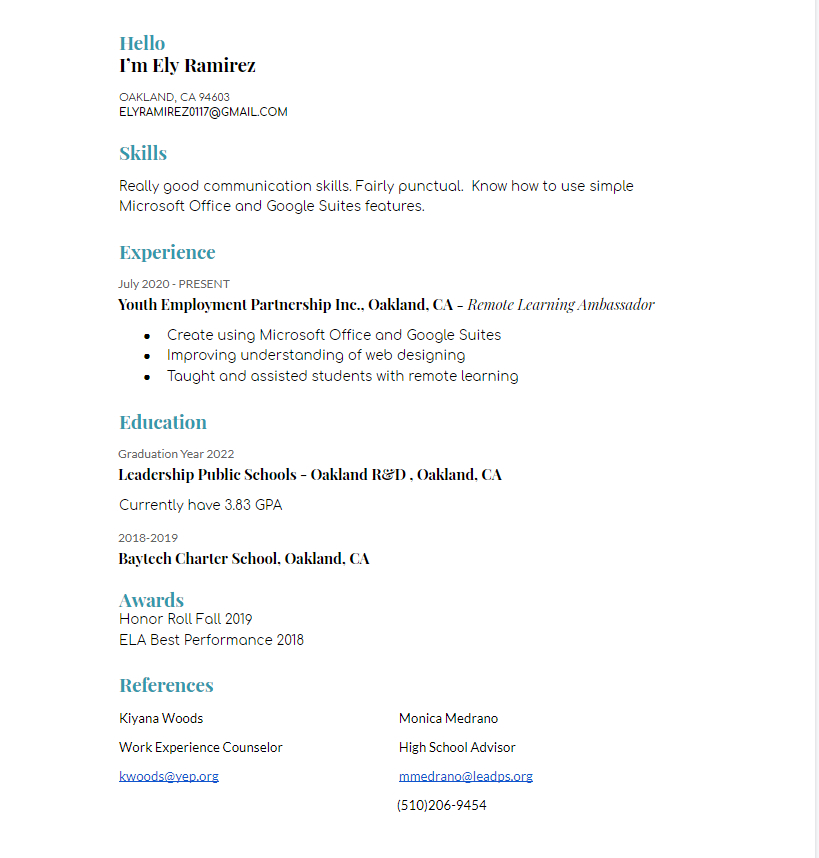 Hello
I'm Ely Ramirez
OAKLAND, CA 94603
ELYRAMIREZ0117@GMAIL.COM
Skills
Really good communication skills. Fairly punctual.  Know how to use simple
Microsoft Office and Google Suites features.
Experience
July 2020 - PRESENT
Youth Employment Partnership Inc., Oakland, CA - Remote Learning Ambassador
● Create using Microsoft Office and Google Suites
● Improving understanding of web designing
● Taught and assisted students with remote learning
Education
Graduation Year 2022
Leadership Public Schools - Oakland R&D , Oakland, CA
Currently have 3.83 GPA
2018-2019
Baytech Charter School, Oakland, CA
Awards
Honor Roll Fall 2019
ELA Best Performance 2018
References
Kiyana Woods
Work Experience Counselor
kwoods@yep.org
Monica Medrano
High School Advisor
mmedrano@leadps.org
(510)206-9454